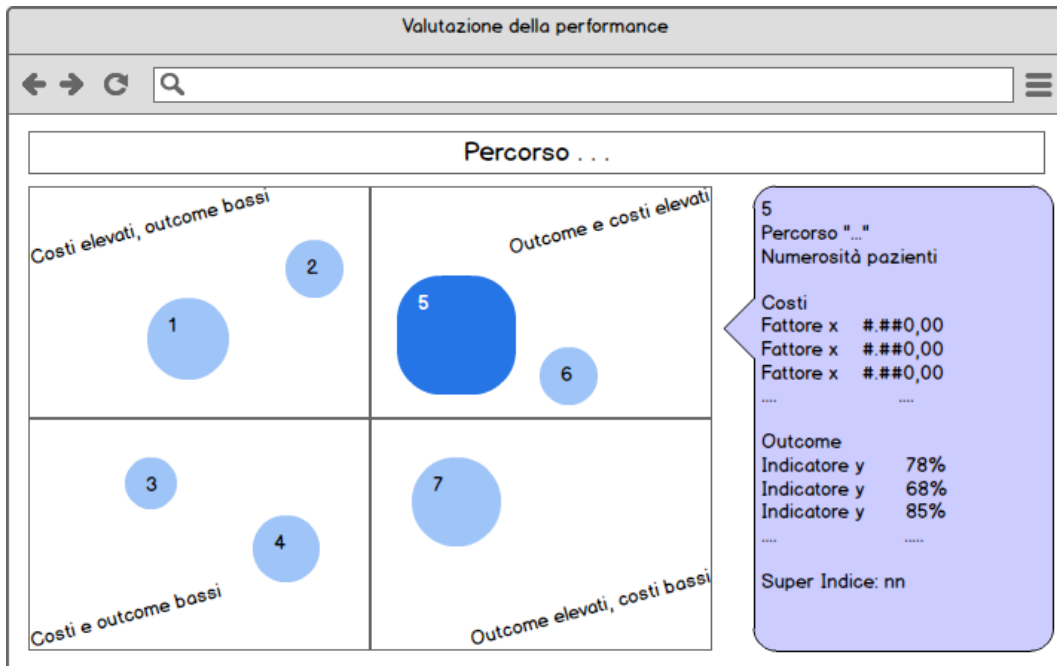 Valutazione della performance
Percorso . . .
Costi elevati, outcome bassi
1
2
Outcome e costi elevati
5
6
3
4
Costi e outcome bassi
7
Outcome elevati, costi bassi
5
Percorso "..."
Numerosità pazienti
Costi
Fattore x #.##0,00
Fattore x #.##0,00
Fattore x #.##0,00
.... ....
Outcome
Indicatore y 78%
Indicatore y 68%
Indicatore y 85%
.... .....
Super Indice: nn